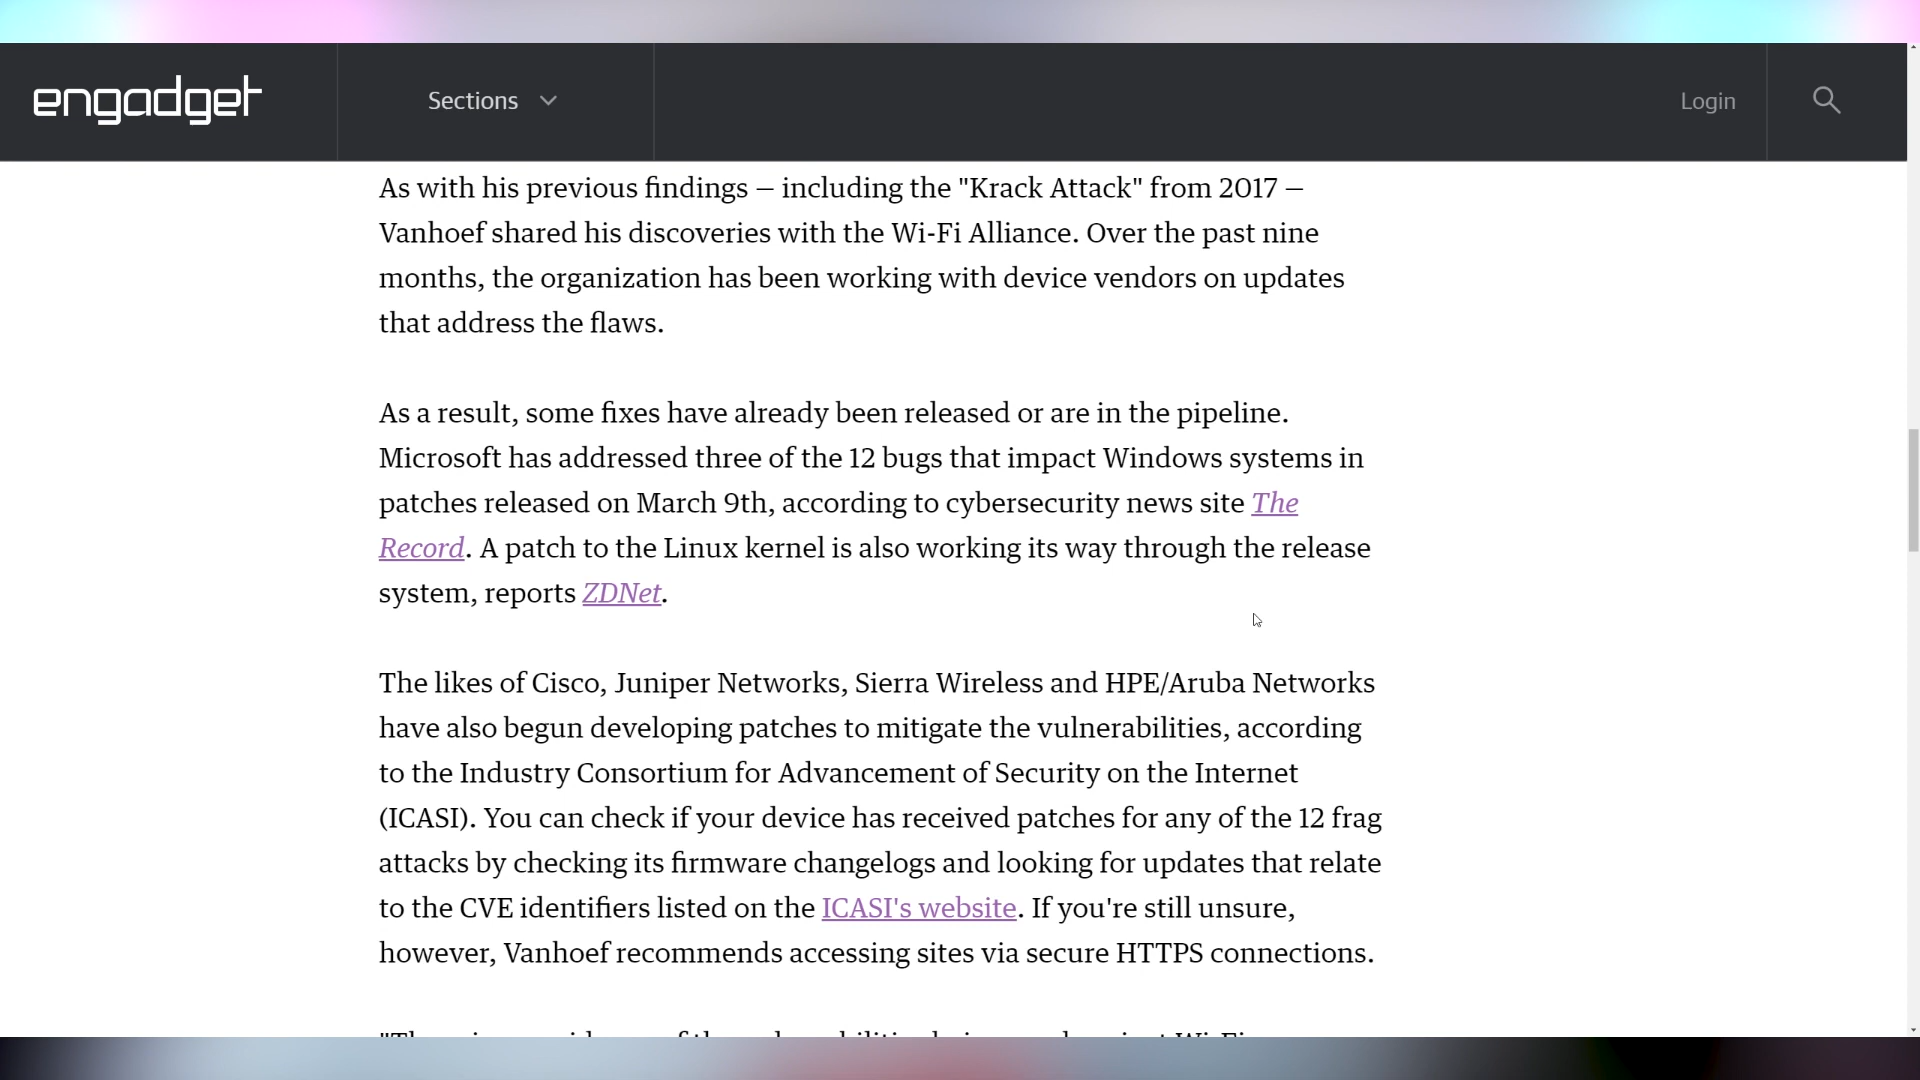 engadget
Sections
Login
As with his previous findings — including the "Krack Attack" from 2017 —
Vanhoef shared his discoveries with the Wi-Fi Alliance. Over the past nine
months, the organization has been working with device vendors on updates
that address the flaws.
As a result, some fixes have already been released or are in the pipeline.
Microsoft has addressed three of the 12 bugs that impact Windows systems in
patches released on March 9th, according to cybersecurity news site The
Record. A patch to the Linux kernel is also working its way through the release
system, reports ZDNet.
The likes of Cisco, Juniper Networks, Sierra Wireless and HPE/Aruba Networks
have also begun developing patches to mitigate the vulnerabilities, according
to the Industry Consortium for Advancement of Security on the Internet
(ICASI). You can check if your device has received patches for any of the 12 frag
attacks by checking its firmware changelogs and looking for updates that relate
to the CVE identifiers listed on the ICASI's website. If you're still unsure,
however, Vanhoef recommends accessing sites via secure HTTPS connections.